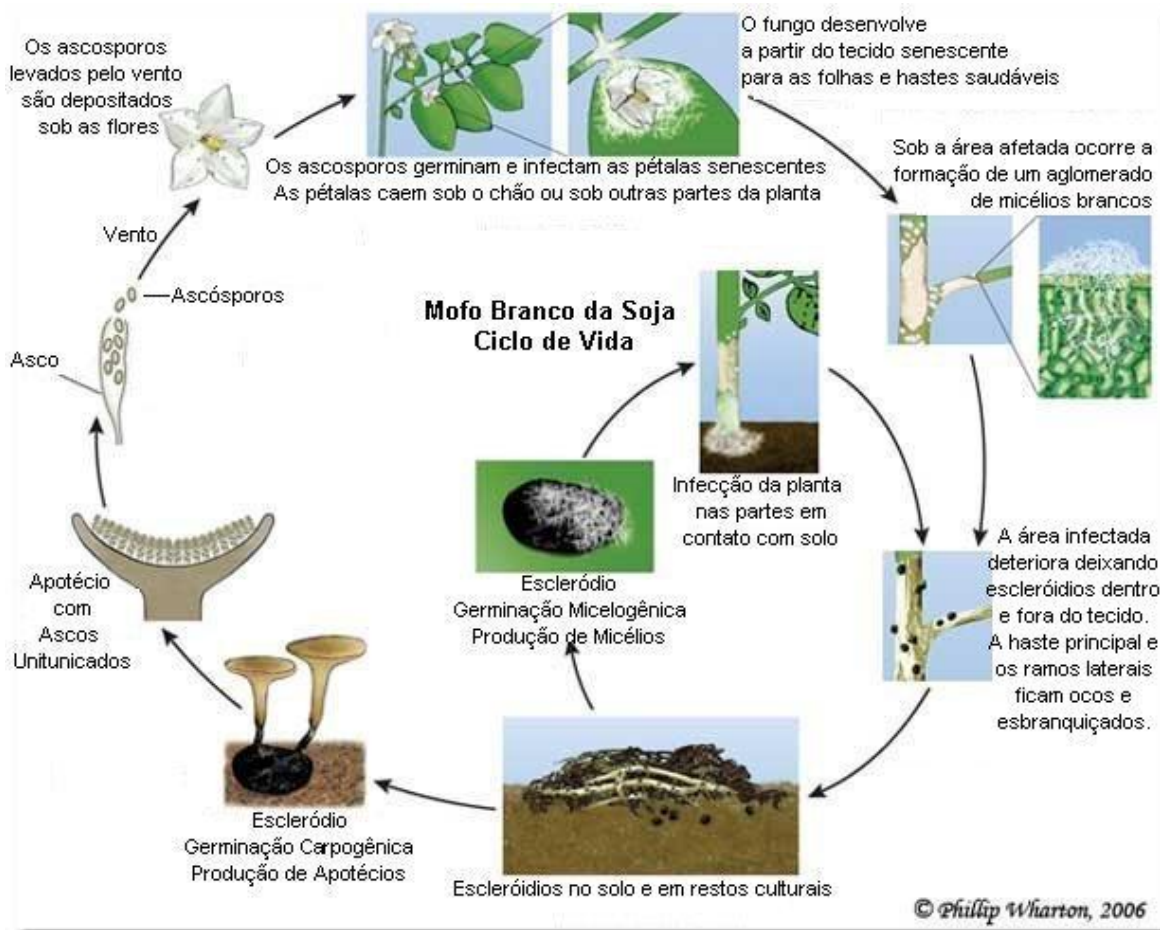 Os ascosporos
levados pelo vento
são depositados
sob as flores
O fungo desenvolve
a partir do tecido senescente
para as folhas e hastes saudáveis
Os ascosporos germinam e infectam as pétalas senescentes
As pétalas caem sob o chão ou sob outras partes da planta
Sob a área afetada ocorre a
formação de um aglomerado
de micélios brancos
Vento
Ascósporos
Asco
Mofo Branco da Soja
Ciclo de Vida
Infecção da planta
nas partes em
contato com solo
A área infectada
deteriora deixando
escleróidios dentro
e fora do tecido.
A haste principal e
os ramos laterais
ficam ocos e
esbranquiçados.
Escleródio
Germinação Micelogênica
Produção de Micélios
Apotécio
com
Ascos
Unitunicados
Escleródio
Germinação Carpogênica
Produção de Apotécios
Escleróidios no solo e em restos culturais
© Phillip Wharton, 2006